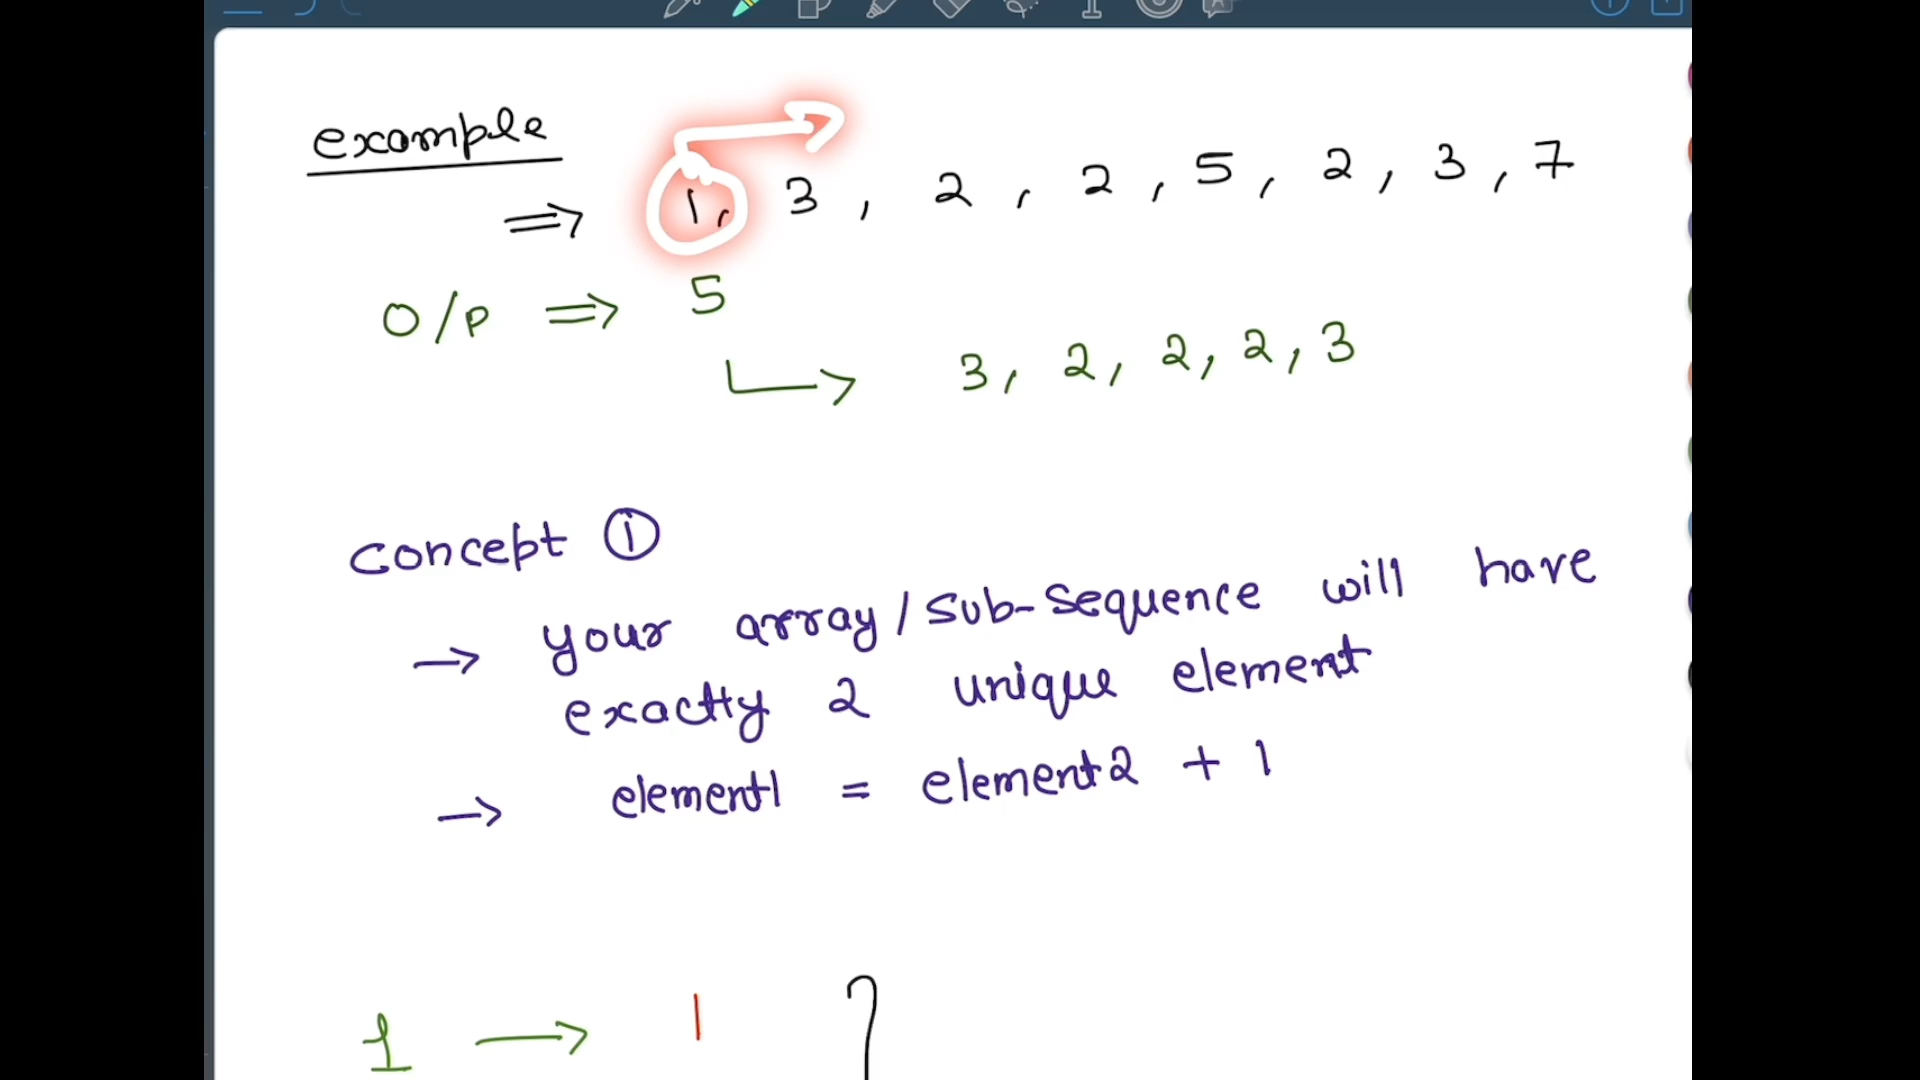 example
⇒ 1, 3, 2, 2, 5, 2, 3, 7
O/P ⇒ 5
→ 3, 2, 2, 2, 3
Concept ①
→ your array/Sub-Sequence will have
exactly 2 unique element
→ element1 = element2 + 1
1 → 1